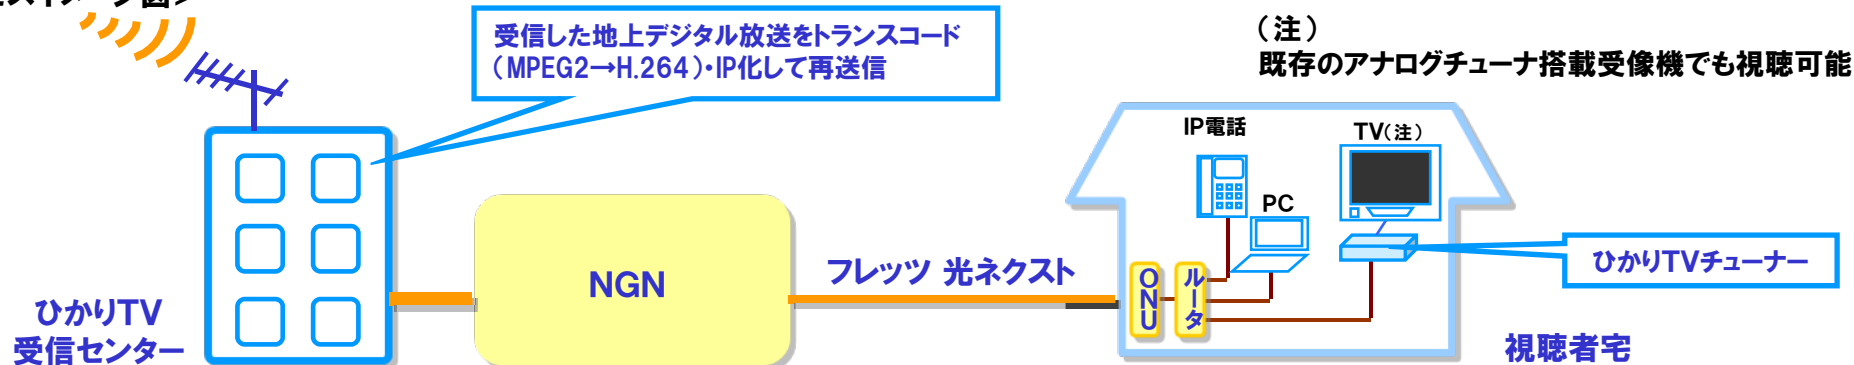 受信した地上デジタル放送をトランスコード
（MPEG2→H.264）・IP化して再送信
（注）
既存のアナログチューナ搭載受像機でも視聴可能
IP電話
TV（注）
PC
NGN
フレッツ 光ネクスト
ONU
ルータ
ひかりTVチューナー
ひかりTV
受信センター
視聴者宅